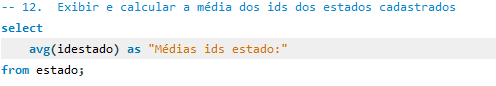 -- 12.  Exibir e calcular a média dos ids dos estados cadastrados
select
    avg(idestado) as "Médias ids estado:"
from estado;